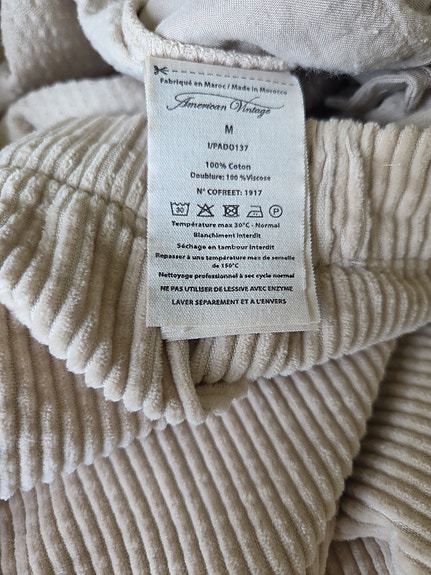 Fabriqué en Maroc / Made in Morocco
American Vintage
M
I/PADO137
100% Coton
Doublure: 100 % Viscose
N° COFREET: 1917
30 P
Température max 30°C - Normal
Blanchiment interdit
Séchage en tambour interdit
Repasser à une température max de semelle
de 150°C
Nettoyage professionnel à sec cycle normal
NE PAS UTILISER DE LESSIVE AVEC ENZYME
LAVER SEPAREMENT ET A L'ENVERS